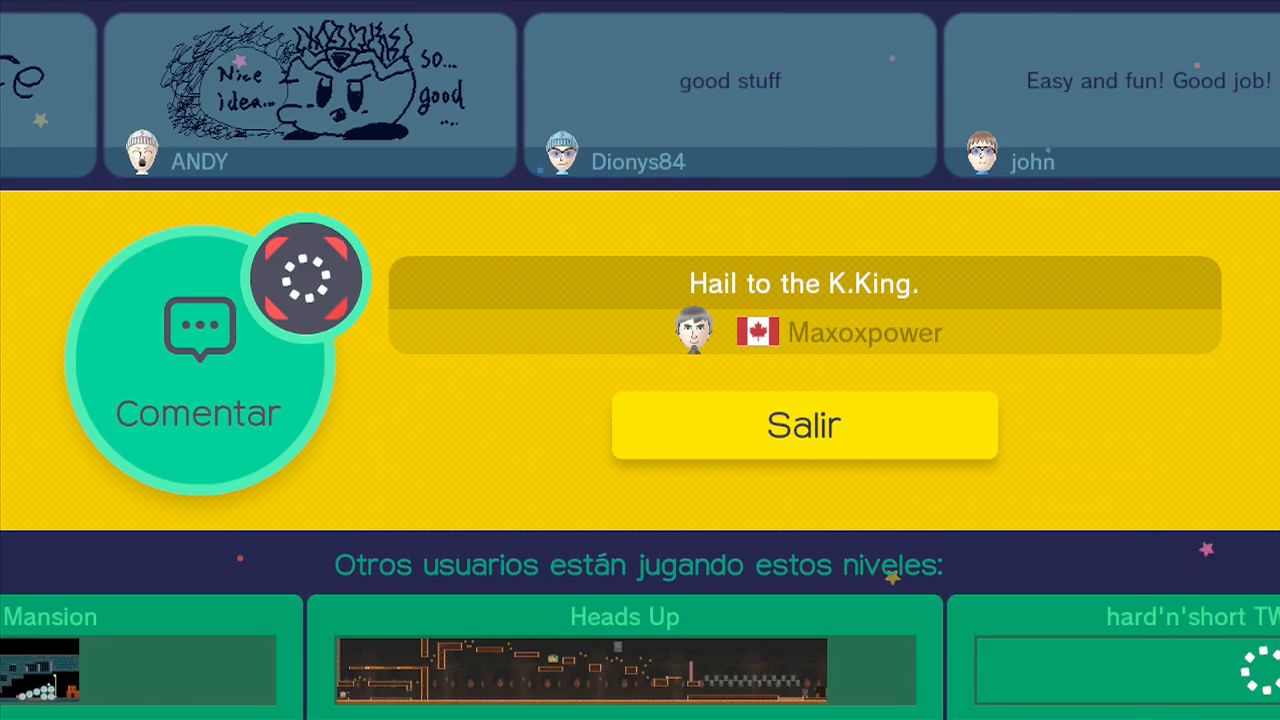 Nice
idea...
so...
good
....
ANDY
good stuff
Dionys84
Easy and fun! Good job!
john
Hail to the K.King.
Maxoxpower
Comentar
Salir
Otros usuarios están jugando estos niveles:
Mansion
Heads Up
hard'n'short TW